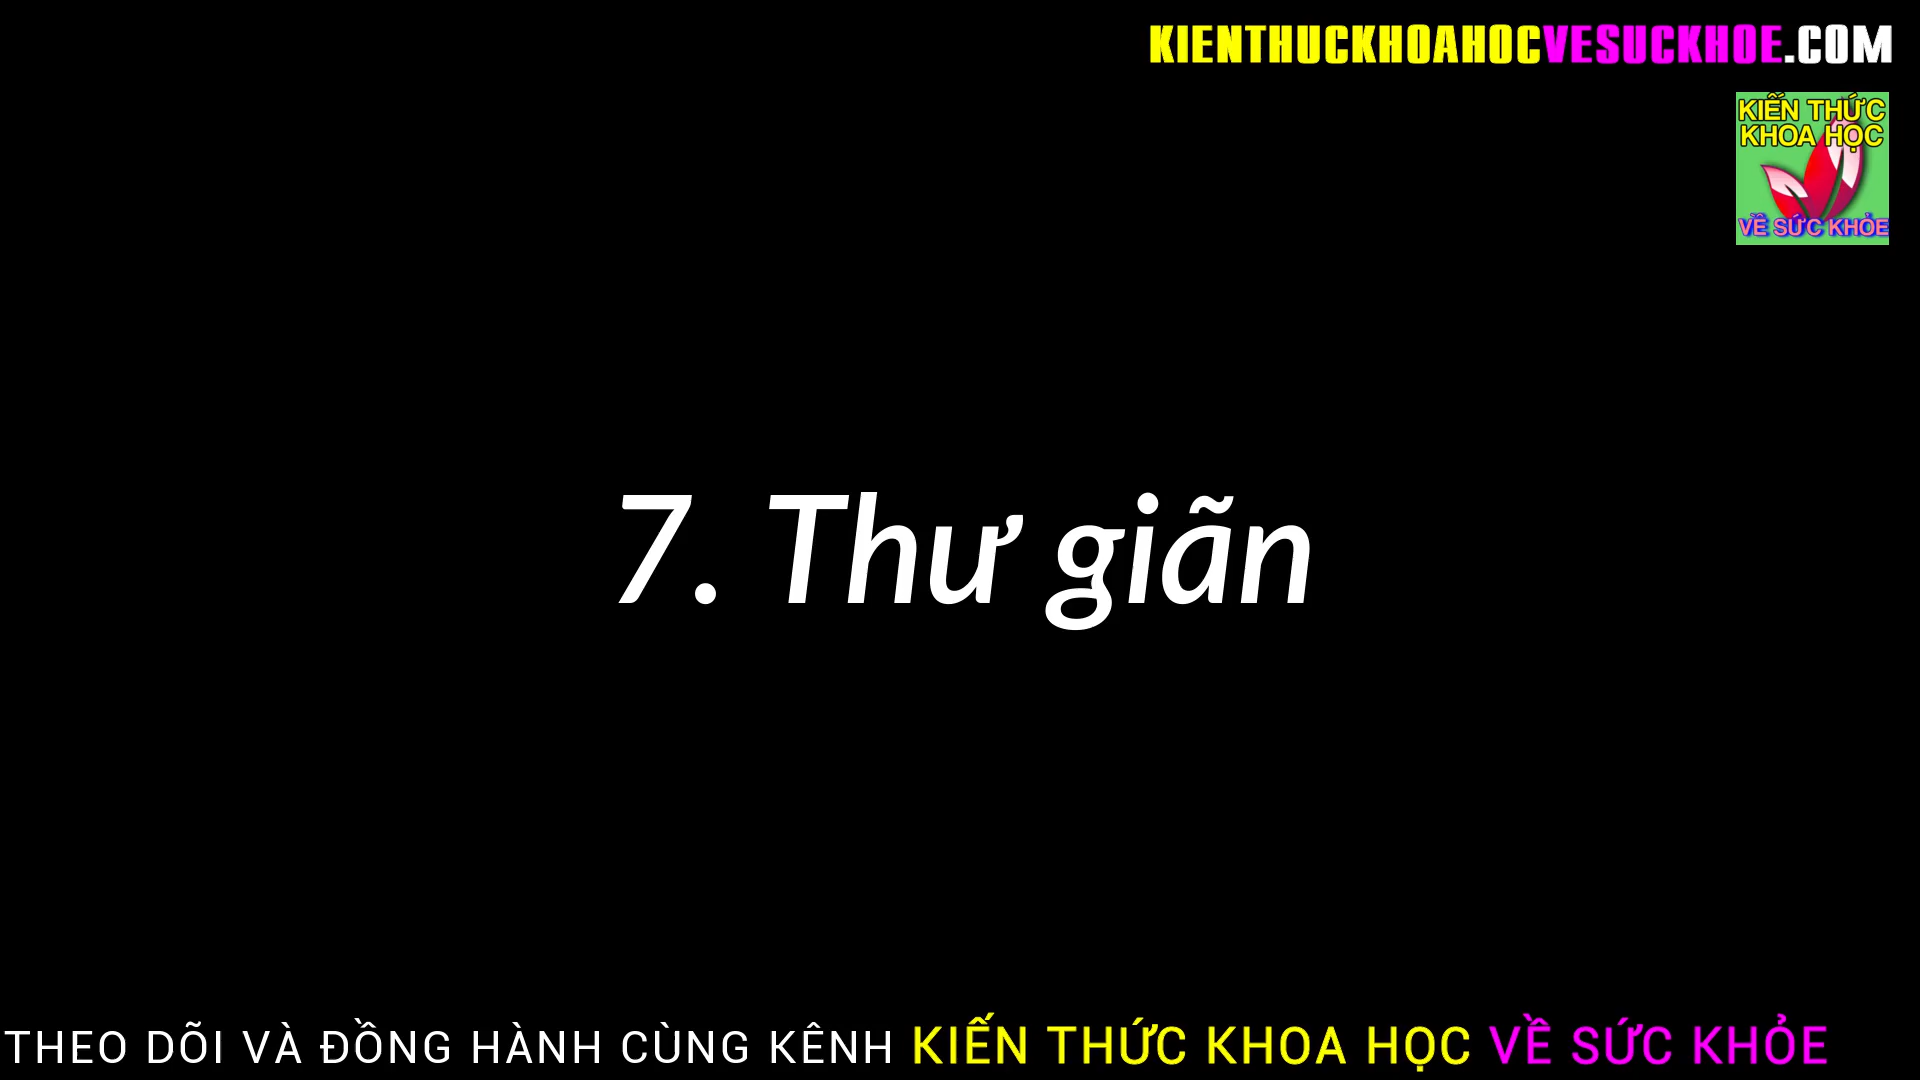 KIENTHUCKHOAHOCVESUCKHOE.COM
KIẾN THỨC
KHOA HỌC
VỀ SỨC KHỎE
7. Thư giãn
THEO DÕI VÀ ĐỒNG HÀNH CÙNG KÊNH KIẾN THỨC KHOA HỌC VỀ SỨC KHỎE